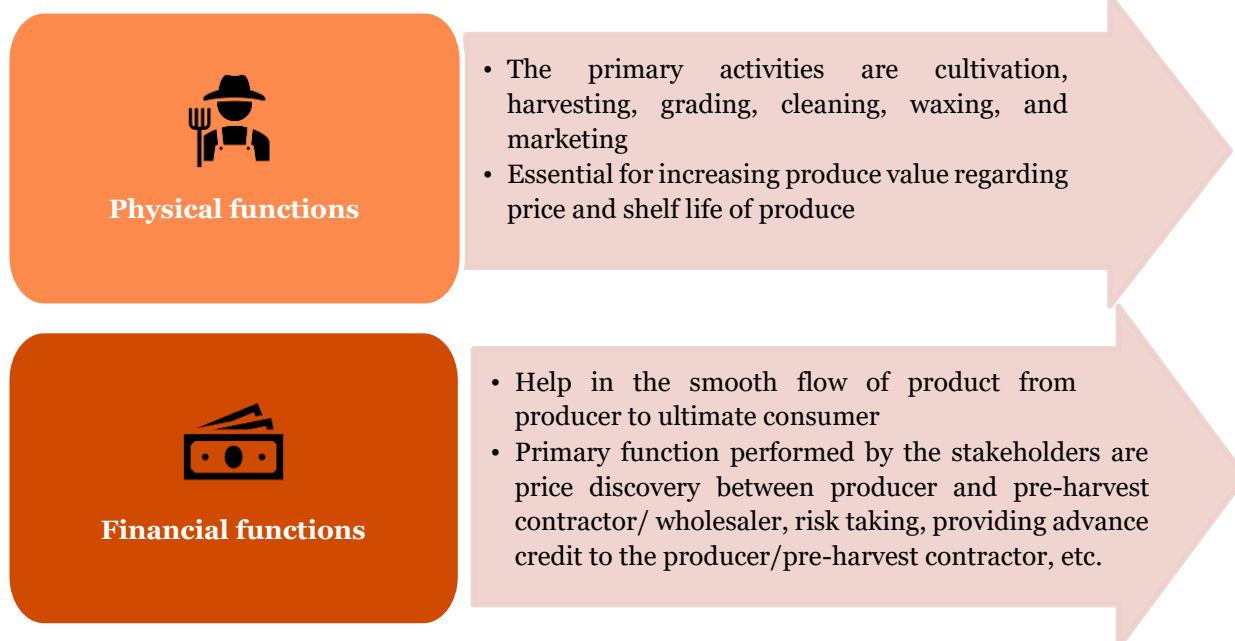 Physical functions
• The primary activities are cultivation,
harvesting, grading, cleaning, waxing, and
marketing
• Essential for increasing produce value regarding
price and shelf life of produce
Financial functions
• Help in the smooth flow of product from
producer to ultimate consumer
• Primary function performed by the stakeholders are
price discovery between producer and pre-harvest
contractor/ wholesaler, risk taking, providing advance
credit to the producer/pre-harvest contractor, etc.